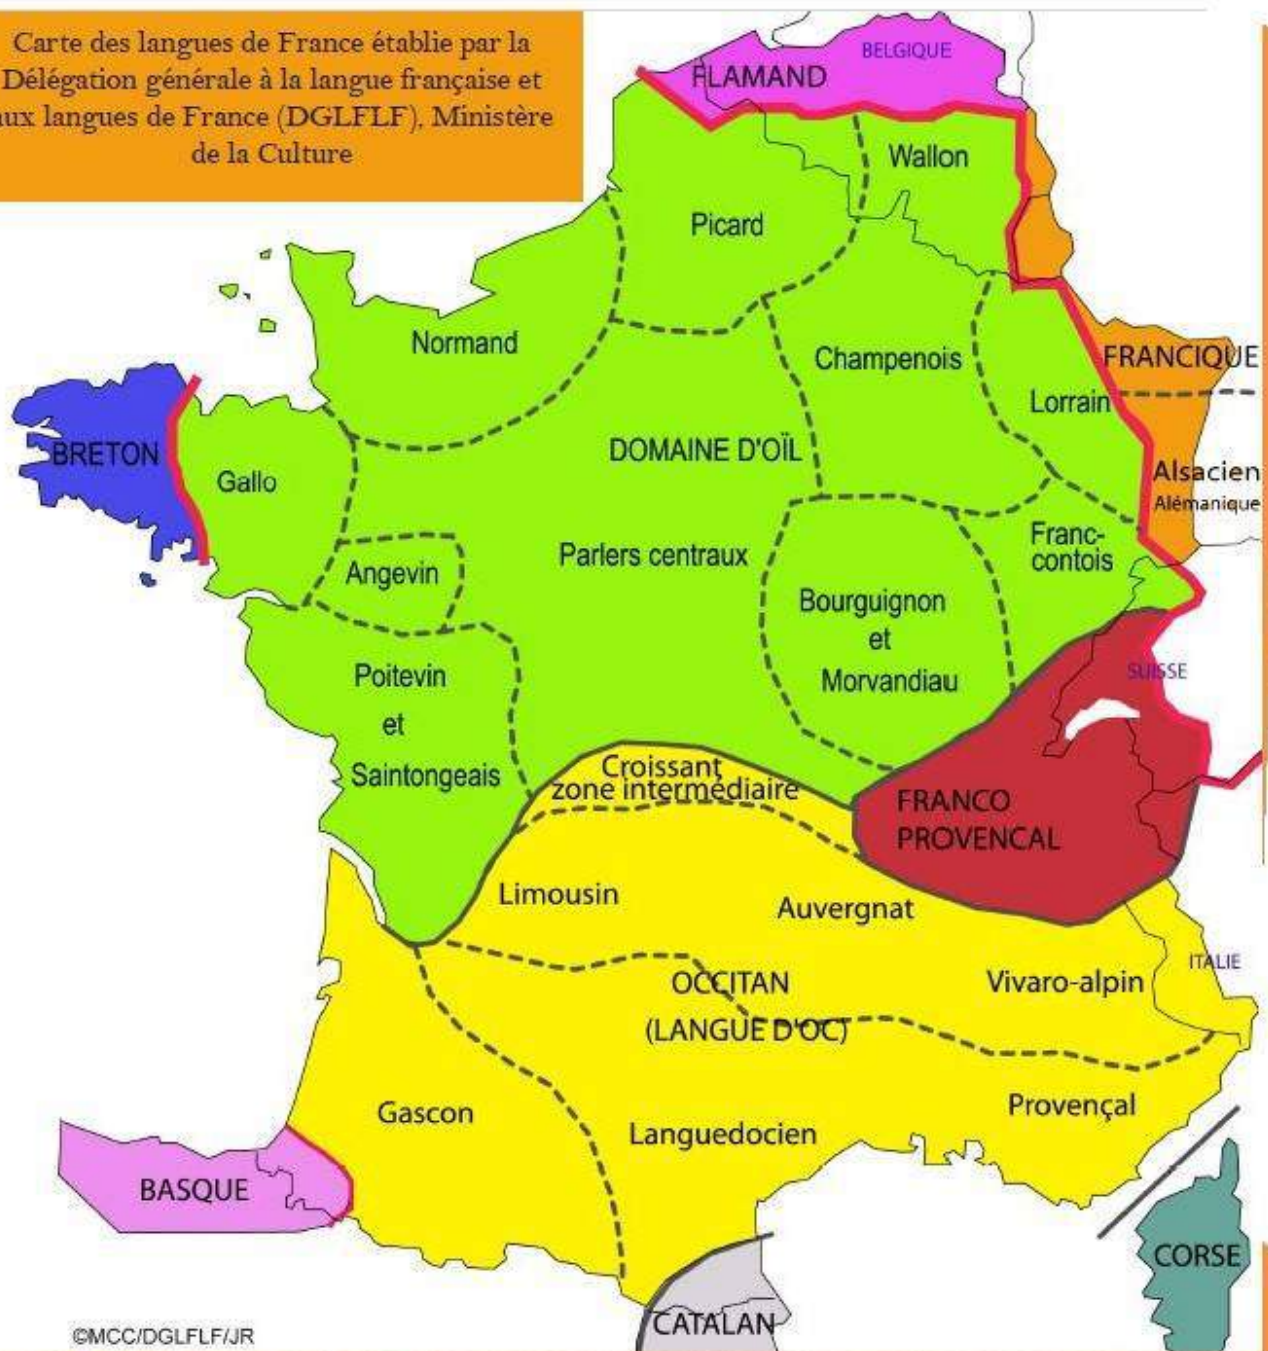 Carte des langues de France établie par la
Délégation générale à la langue française et
aux langues de France (DGLFLF), Ministère
de la Culture
BELGIQUE
FLAMAND
Wallon
Picard
Normand
Champenois
FRANCIQUE
Lorrain
BRETON
Gallo
DOMAINE D'OÏL
Alsacien
Alémanique
Parlers centraux
Franc-
contois
Angevin
Bourguignon
et
Morvandiau
Poitevin
et
Saintongeais
SUISSE
Croissant
zone intermédiaire
FRANCO
PROVENCAL
Limousin
Auvergnat
ITALIE
OCCITAN
(LANGUE D'OC)
Vivaro-alpin
Gascon
Languedocien
Provençal
BASQUE
CORSE
CATALAN
©MCC/DGLFLF/JR